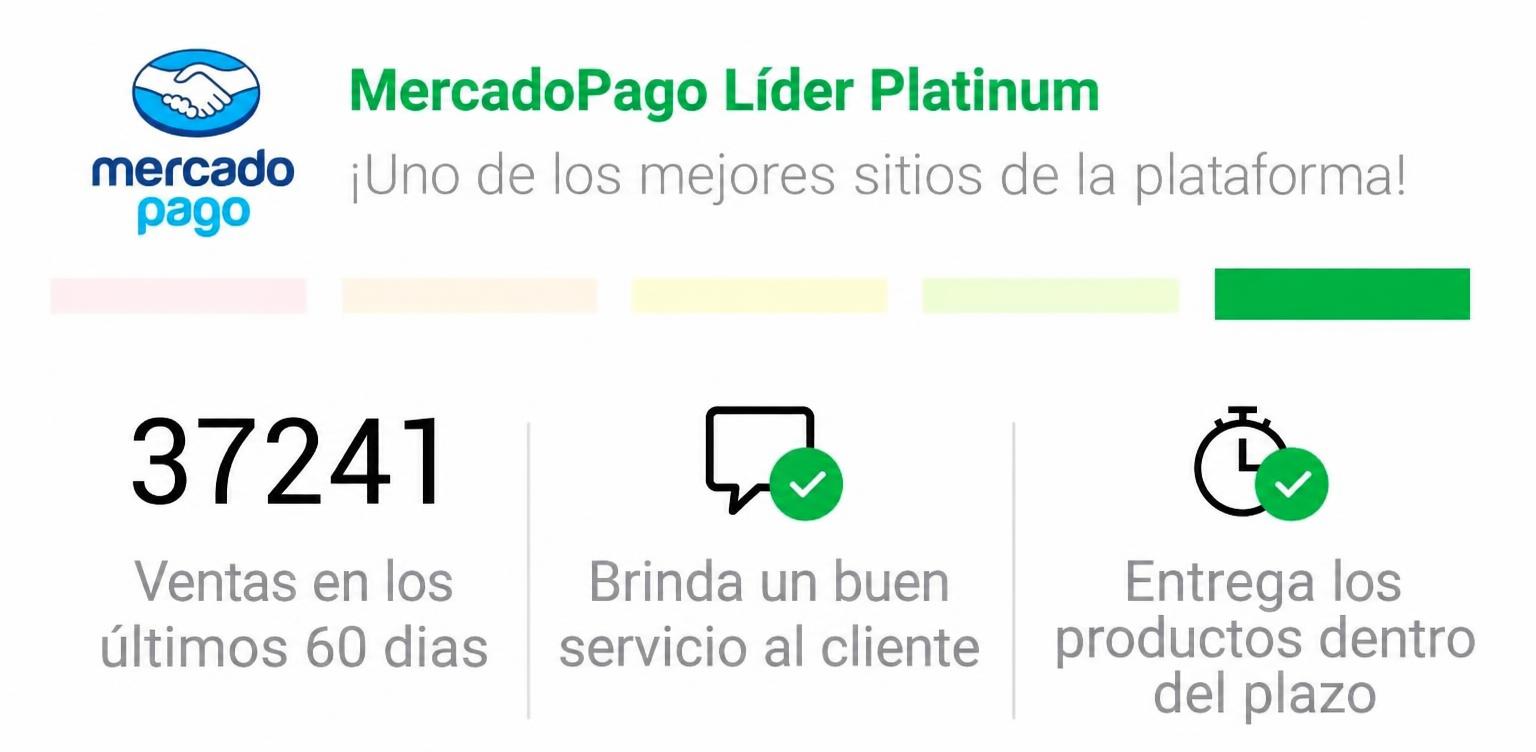 mercado
pago
MercadoPago Líder Platinum
¡Uno de los mejores sitios de la plataforma!
37241
Ventas en los
últimos 60 dias
Brinda un buen
servicio al cliente
Entrega los
productos dentro
del plazo